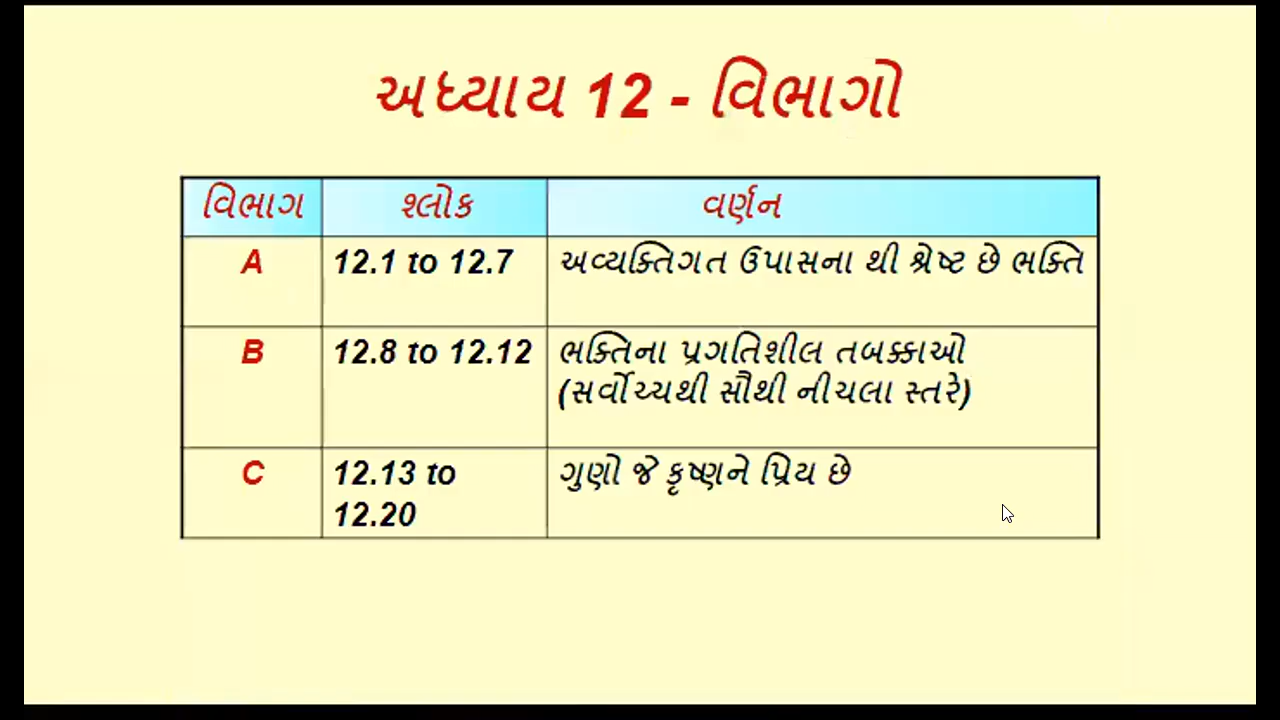 અધ્યાય 12 - વિભાગો
વિભાગ શ્લોક વર્ણન
A 12.1 to 12.7 અવ્યક્તિગત ઉપાસના થી શ્રેષ્ટ છે ભક્તિ
B 12.8 to 12.12 ભક્તિના પ્રગતિશીલ તબક્કાઓ
(સર્વોચ્યથી સૌથી નીચલા સ્તરે)
C 12.13 to ગુણો જે કૃષ્ણને પ્રિય છે
12.20